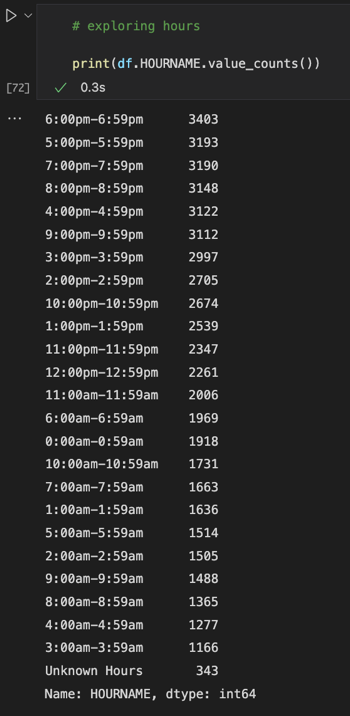 # exploring hours
print(df.HOURNAME.value_counts())
[72] 0.3s
6:00pm-6:59pm 3403
5:00pm-5:59pm 3193
7:00pm-7:59pm 3190
8:00pm-8:59pm 3148
4:00pm-4:59pm 3122
9:00pm-9:59pm 3112
3:00pm-3:59pm 2997
2:00pm-2:59pm 2705
10:00pm-10:59pm 2674
1:00pm-1:59pm 2539
11:00pm-11:59pm 2347
12:00pm-12:59pm 2261
11:00am-11:59am 2006
6:00am-6:59am 1969
0:00am-0:59am 1918
10:00am-10:59am 1731
7:00am-7:59am 1663
1:00am-1:59am 1636
5:00am-5:59am 1514
2:00am-2:59am 1505
9:00am-9:59am 1488
8:00am-8:59am 1365
4:00am-4:59am 1277
3:00am-3:59am 1166
Unknown Hours 343
Name: HOURNAME, dtype: int64